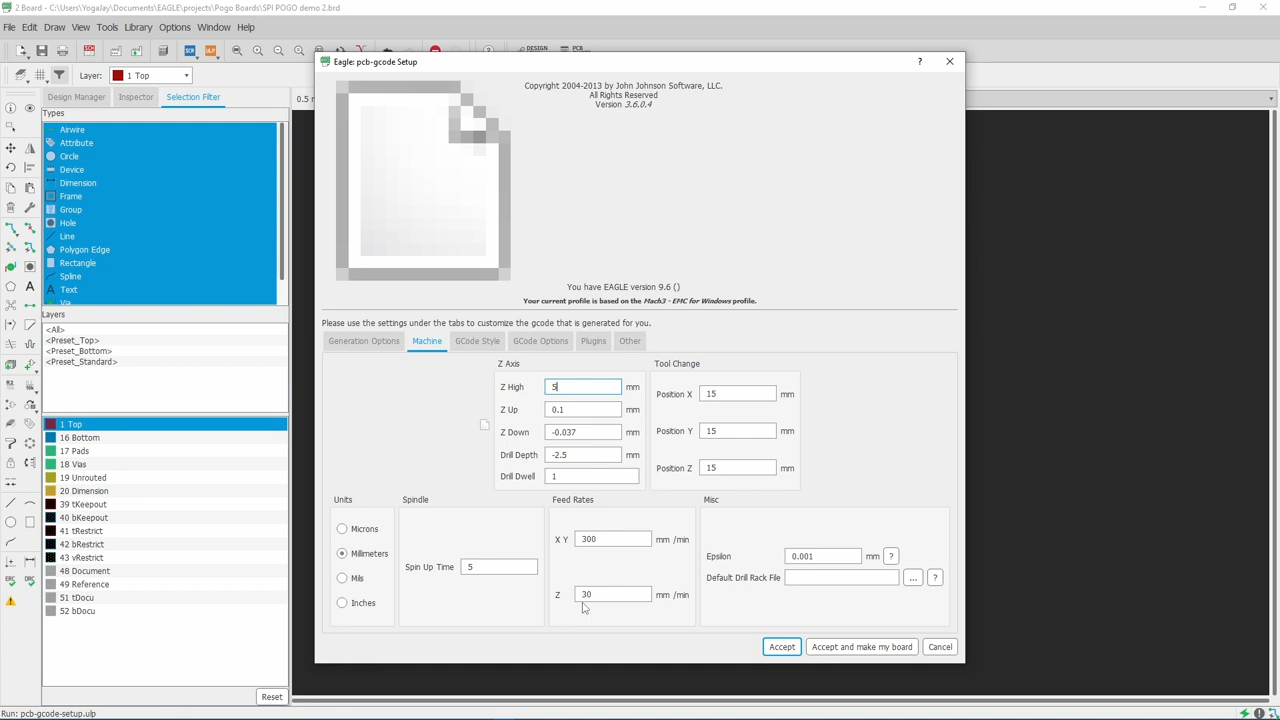 2 Board - C:\Users\YogaJay\Documents\EAGLE\projects\Pogo Boards\SPI POGO demo 2.brd
File Edit Draw View Tools Library Options Window Help
SCR ULP DESIGN PCB
Layer: 1 Top
Eagle: pcb-gcode Setup
Design Manager Inspector Selection Filter
Types
Airwire
Attribute
Circle
Device
Dimension
Frame
Group
Hole
Line
Polygon Edge
Rectangle
Spline
Text
Via
Layers
<All>
<Preset_Top>
<Preset_Bottom>
<Preset_Standard>
1 Top
16 Bottom
17 Pads
18 Vias
19 Unrouted
20 Dimension
39 tKeepout
40 bKeepout
41 tRestrict
42 bRestrict
43 vRestrict
48 Document
49 Reference
51 tDocu
52 bDocu
Reset
Run: pcb-gcode-setup.ulp
Copyright 2004-2013 by John Johnson Software, LLC.
All Rights Reserved
Version 3.6.0.4
You have EAGLE version 9.6 ()
Your current profile is based on the Mach3 - EMC for Windows profile.
Please use the settings under the tabs to customize the gcode that is generated for you.
Generation Options Machine GCode Style GCode Options Plugins Other
Z Axis
Z High 5 mm
Z Up 0.1 mm
Z Down -0.037 mm
Drill Depth -2.5 mm
Drill Dwell 1
Tool Change
Position X 15 mm
Position Y 15 mm
Position Z 15 mm
Units
Microns
Millimeters
Mils
Inches
Spindle
Spin Up Time 5
Feed Rates
X Y 300 mm /min
Z 30 mm /min
Misc
Epsilon 0.001 mm ?
Default Drill Rack File ... ?
Accept Accept and make my board Cancel